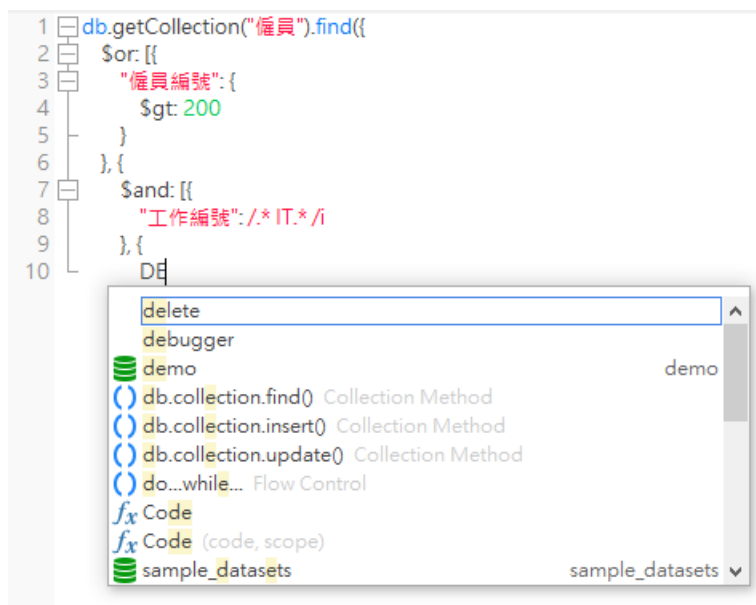 1 db.getCollection("僱員").find({
2 $or: [{
3 "僱員編號": {
4 $gt: 200
5 }
6 }, {
7 $and: [{
8 "工作編號": /.* IT.* /i
9 }, {
10 DE
delete
debugger
demo demo
db.collection.find() Collection Method
db.collection.insert() Collection Method
db.collection.update() Collection Method
do...while... Flow Control
fx Code
fx Code (code, scope)
sample_datasets sample_datasets